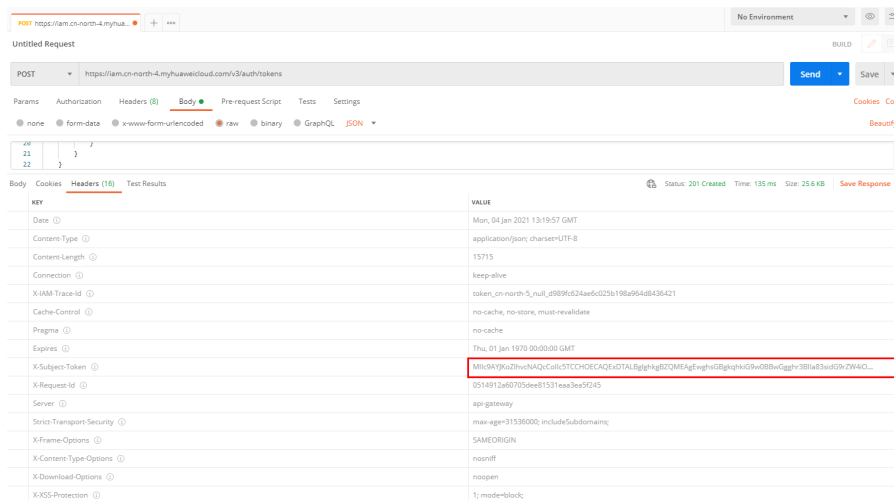 POST https://iam.cn-north-4.myhua...
No Environment
Untitled Request
BUILD
POST https://iam.cn-north-4.myhuaweicloud.com/v3/auth/tokens Send Save
Params Authorization Headers (8) Body Pre-request Script Tests Settings Cookies Co
none form-data x-www-form-urlencoded raw binary GraphQL JSON Beautify
20 }
21 }
22 }
Body Cookies Headers (16) Test Results Status: 201 Created Time: 135 ms Size: 25.6 KB Save Response
KEY VALUE
Date Mon, 04 Jan 2021 13:19:57 GMT
Content-Type application/json; charset=UTF-8
Content-Length 15715
Connection keep-alive
X-IAM-Trace-Id token_cn-north-5_null_d989fc624ae6c025b198a964d8436421
Cache-Control no-cache, no-store, must-revalidate
Pragma no-cache
Expires Thu, 01 Jan 1970 00:00:00 GMT
X-Subject-Token
X-Request-Id 0514912a60705dee81531eaa3ea5f245
Server api-gateway
Strict-Transport-Security max-age=31536000; includeSubdomains;
X-Frame-Options SAMEORIGIN
X-Content-Type-Options nosniff
X-Download-Options noopen
X-XSS-Protection 1; mode=block;